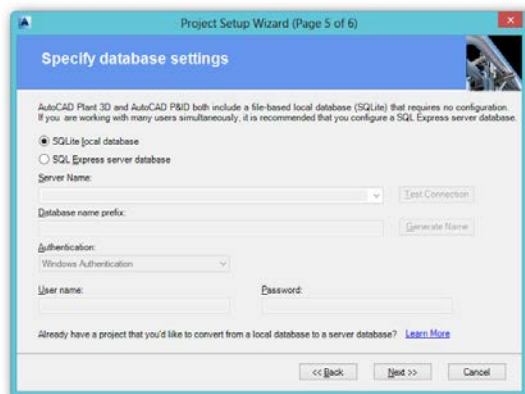 Project Setup Wizard (Page 5 of 6)
Specify database settings
AutoCAD Plant 3D and AutoCAD P&ID both include a file-based local database (SQLite) that requires no configuration.
If you are working with many users simultaneously, it is recommended that you configure a SQL Express server database.
SQLite local database
SQL Express server database
Server Name:
Test Connection
Database name prefix:
Generate Name
Authentication:
Windows Authentication
User name: Password:
Already have a project that you'd like to convert from a local database to a server database? Learn More
<< Back Next >> Cancel